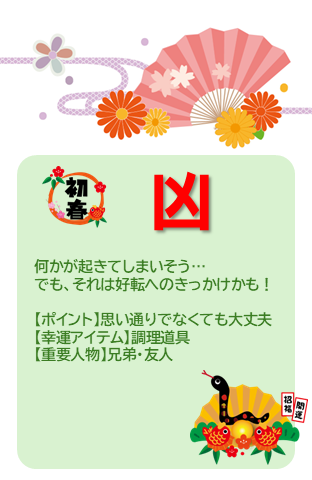 初春
凶
何かが起きてしまいそう…
でも、それは好転へのきっかけかも！
【ポイント】思い通りでなくても大丈夫
【幸運アイテム】調理道具
【重要人物】兄弟・友人
招福
開運